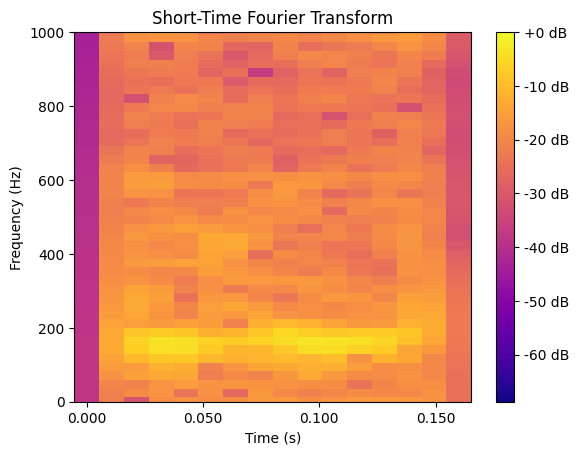 Short-Time Fourier Transform
Frequency (Hz)
1000
800
600
400
200
0
0.000
0.050
0.100
0.150
Time (s)
+0 dB
-10 dB
-20 dB
-30 dB
-40 dB
-50 dB
-60 dB